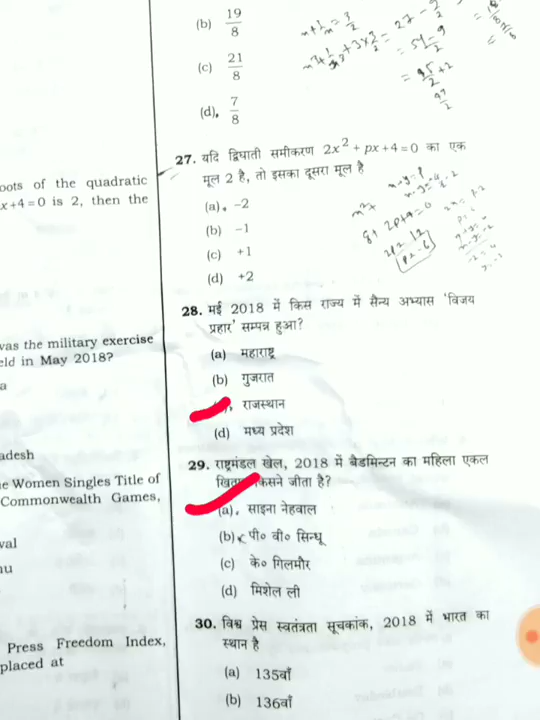 (b) 19/8
(c) 21/8
(d). 7/8
27. यदि द्विघाती समीकरण 2x² + px + 4 = 0 का एक
मूल 2 है, तो इसका दूसरा मूल है
(a). -2
(b) -1
(c) +1
(d) +2
28. मई 2018 में किस राज्य में सैन्य अभ्यास 'विजय
प्रहार' सम्पन्न हुआ?
(a) महाराष्ट्र
(b) गुजरात
राजस्थान
(d) मध्य प्रदेश
29. राष्ट्रमंडल खेल, 2018 में बैडमिन्टन का महिला एकल
किसने जीता है?
(a). साइना नेहवाल
(b) पी० वी० सिन्धू
(c) के० गिलमौर
(d) मिशेल ली
30. विश्व प्रेस स्वतंत्रता सूचकांक, 2018 में भारत का
स्थान है
(a) 135वाँ
(b) 136वाँ
oots of the quadratic
x+4=0 is 2, then the
was the military exercise
eld in May 2018?
a
adesh
e Women Singles Title of
Commonwealth Games,
val
hu
Press Freedom Index,
placed at